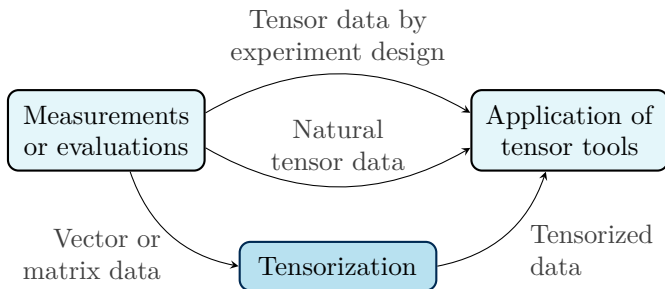 Tensor data by
experiment design
Measurements
or evaluations
Natural
tensor data
Application of
tensor tools
Vector or
matrix data
Tensorization
Tensorized
data